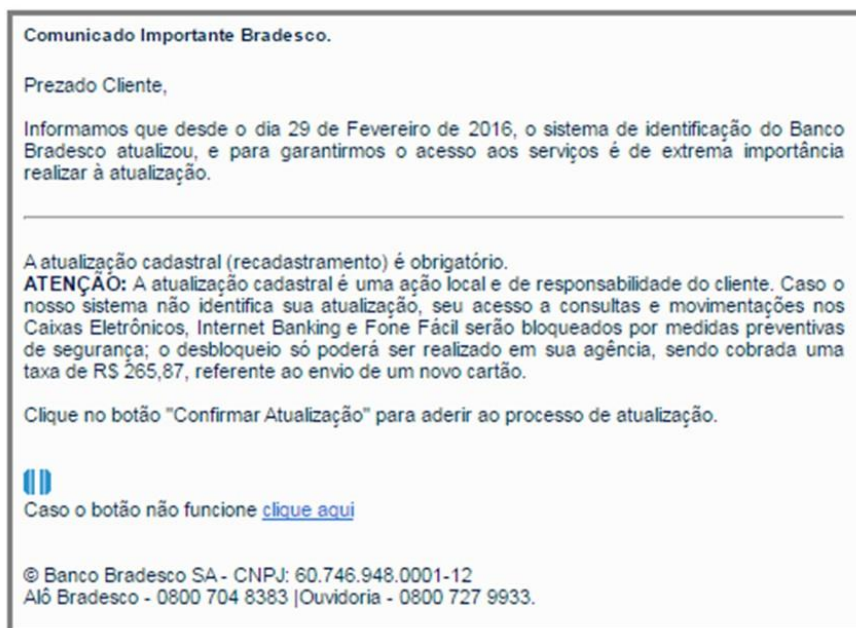 Comunicado Importante Bradesco.
Prezado Cliente,
Informamos que desde o dia 29 de Fevereiro de 2016, o sistema de identificação do Banco
Bradesco atualizou, e para garantirmos o acesso aos serviços é de extrema importância
realizar à atualização.
A atualização cadastral (recadastramento) é obrigatório.
ATENÇÃO: A atualização cadastral é uma ação local e de responsabilidade do cliente. Caso o
nosso sistema não identifica sua atualização, seu acesso a consultas e movimentações nos
Caixas Eletrônicos, Internet Banking e Fone Fácil serão bloqueados por medidas preventivas
de segurança; o desbloqueio só poderá ser realizado em sua agência, sendo cobrada uma
taxa de R$ 265,87, referente ao envio de um novo cartão.
Clique no botão "Confirmar Atualização" para aderir ao processo de atualização.
Caso o botão não funcione clique aqui
© Banco Bradesco SA - CNPJ: 60.746.948.0001-12
Alô Bradesco - 0800 704 8383 |Ouvidoria - 0800 727 9933.